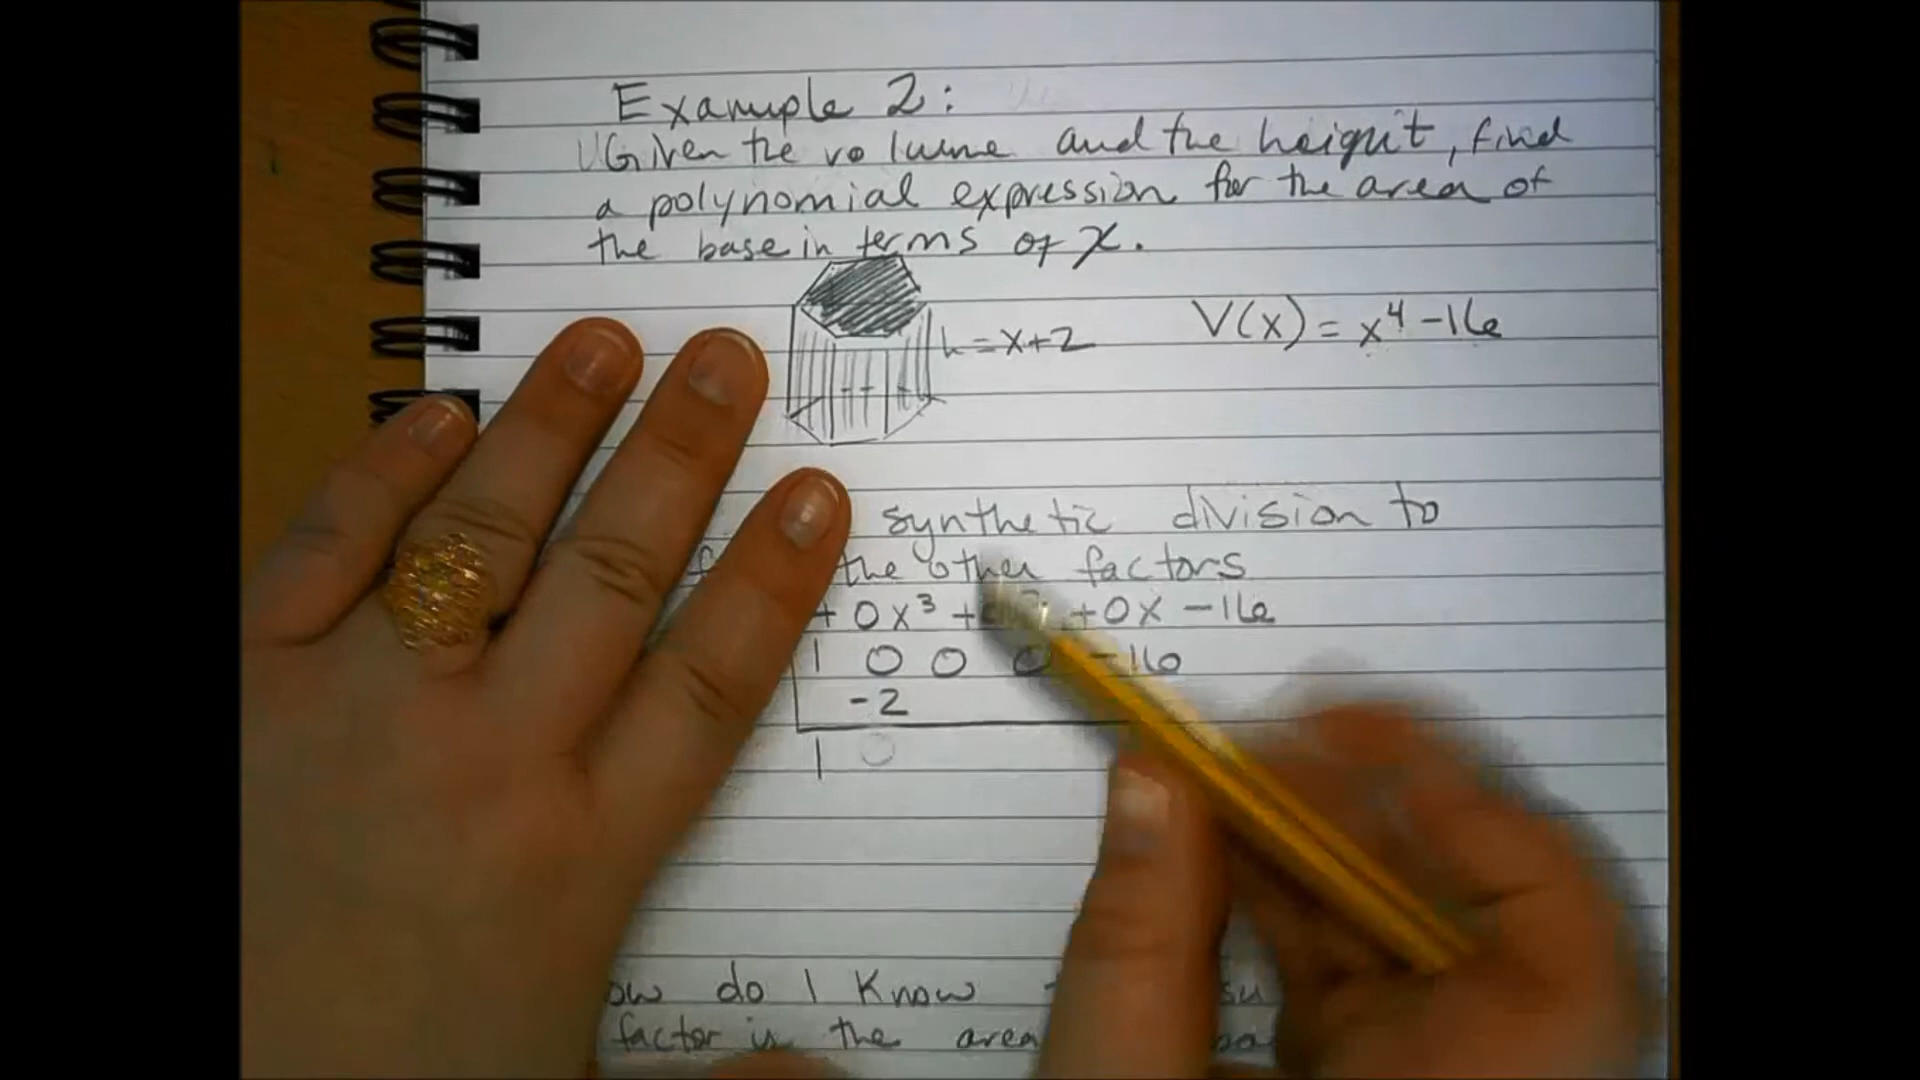 Example 2:
Given the volume and the heighit, find
a polynomial expression for the area of
the base in terms of x.
h = x+2
V(x) = x⁴ -16
synthetic division to
the other factors
+ 0x³ + +0x -16
1 0 0 0 -16
-2
1 0
do I Know
factor is the area